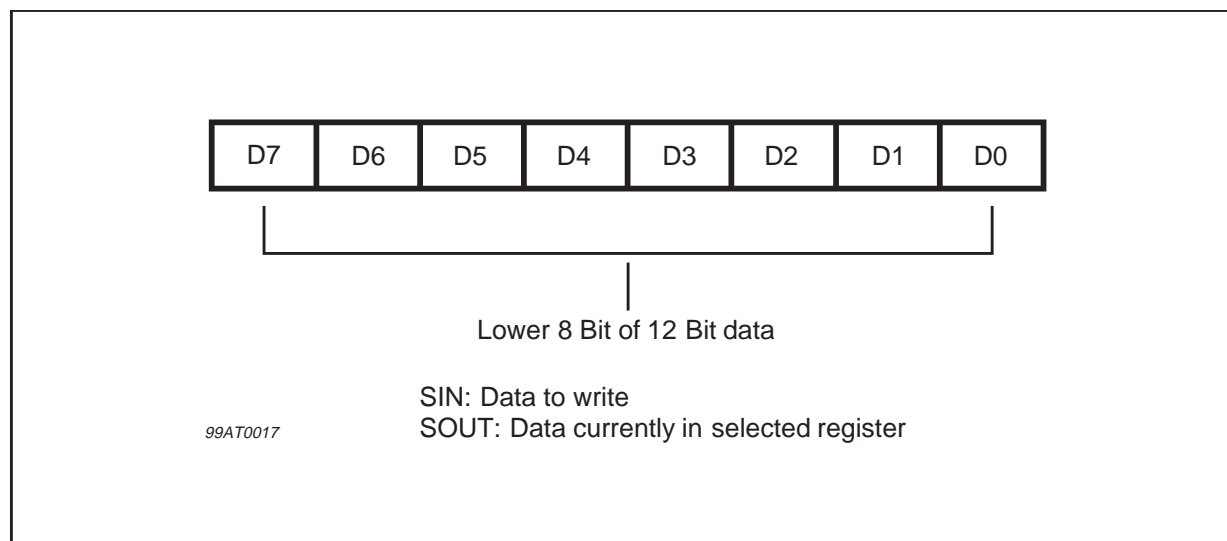 D7 D6 D5 D4 D3 D2 D1 D0
Lower 8 Bit of 12 Bit data
SIN: Data to write
SOUT: Data currently in selected register
99AT0017